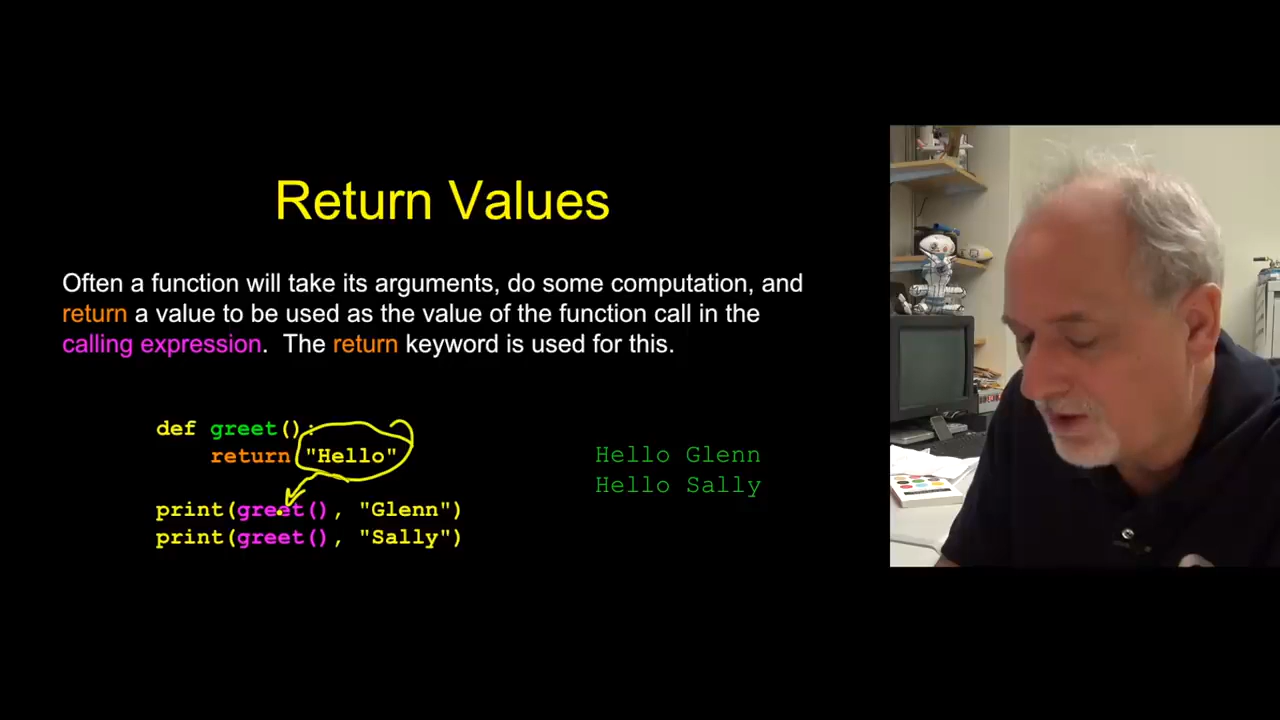 Return Values
Often a function will take its arguments, do some computation, and
return a value to be used as the value of the function call in the
calling expression.  The return keyword is used for this.
def greet():
    return "Hello"
print(greet(), "Glenn")
print(greet(), "Sally")
Hello Glenn
Hello Sally